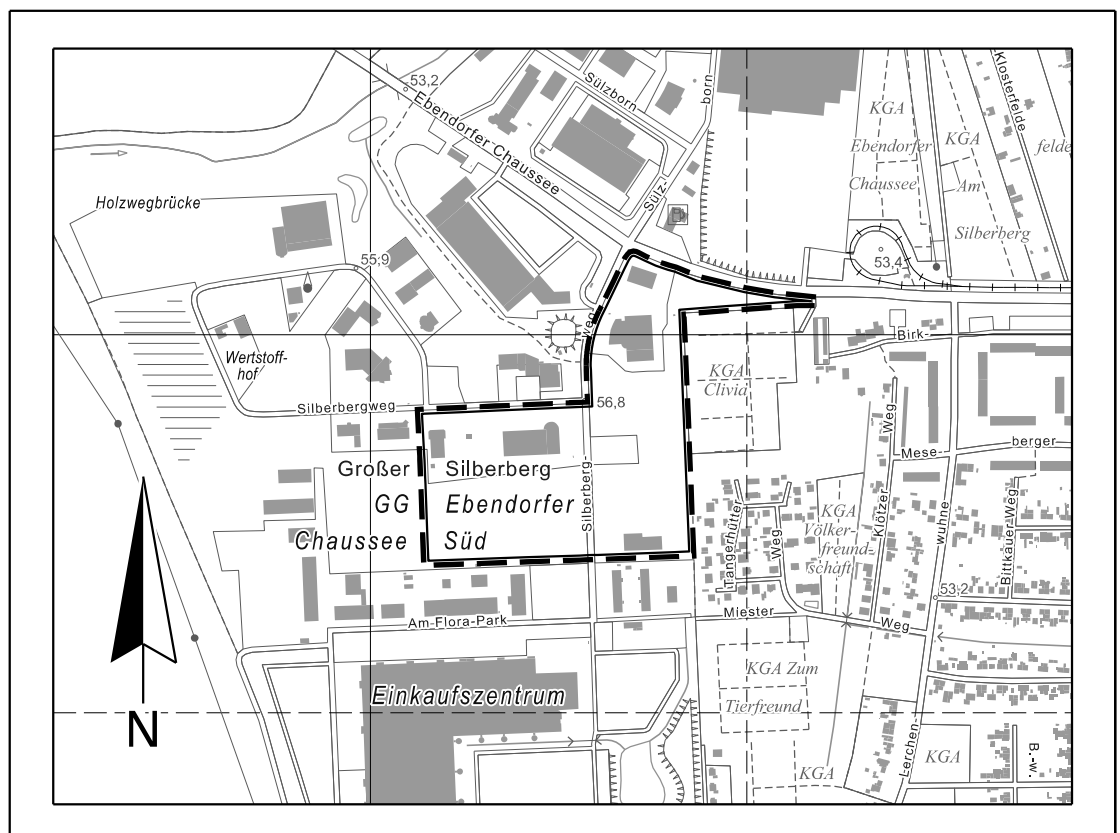 53,2
Ebendorfer Chaussee
Sülzborn
born
Sülz-
KGA
Ebendorfer
Chaussee
KGA
Am
Silberberg
Klosterfelde
felde
Holzwegbrücke
55,9
53,4
weg
Birk
Wertstoff-
hof
KGA
Clivia
Silberbergweg
56,8
Weg
Mese-
berger
Großer Silberberg
GG Ebendorfer
Chaussee Süd
Silberberg-
Tangerhütter
Weg
KGA
Völker-
freund-
schaft
Klötzer
wuhne
Bittkauer Weg
53,2
Am Flora-Park
Miester
Weg
KGA Zum
Tierfreund
Einkaufszentrum
N
Lerchen-
KGA
KGA
B.-w.